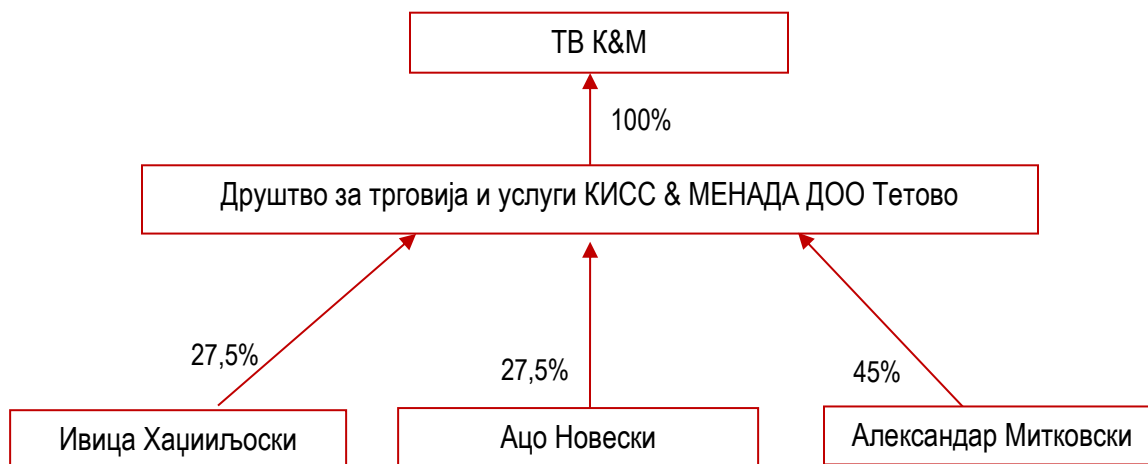 ТВ К&М
100%
Друштво за трговија и услуги КИСС & МЕНАДА ДОО Тетово
27,5%
27,5%
45%
Ивица Хаџииљоски
Ацо Новески
Александар Митковски